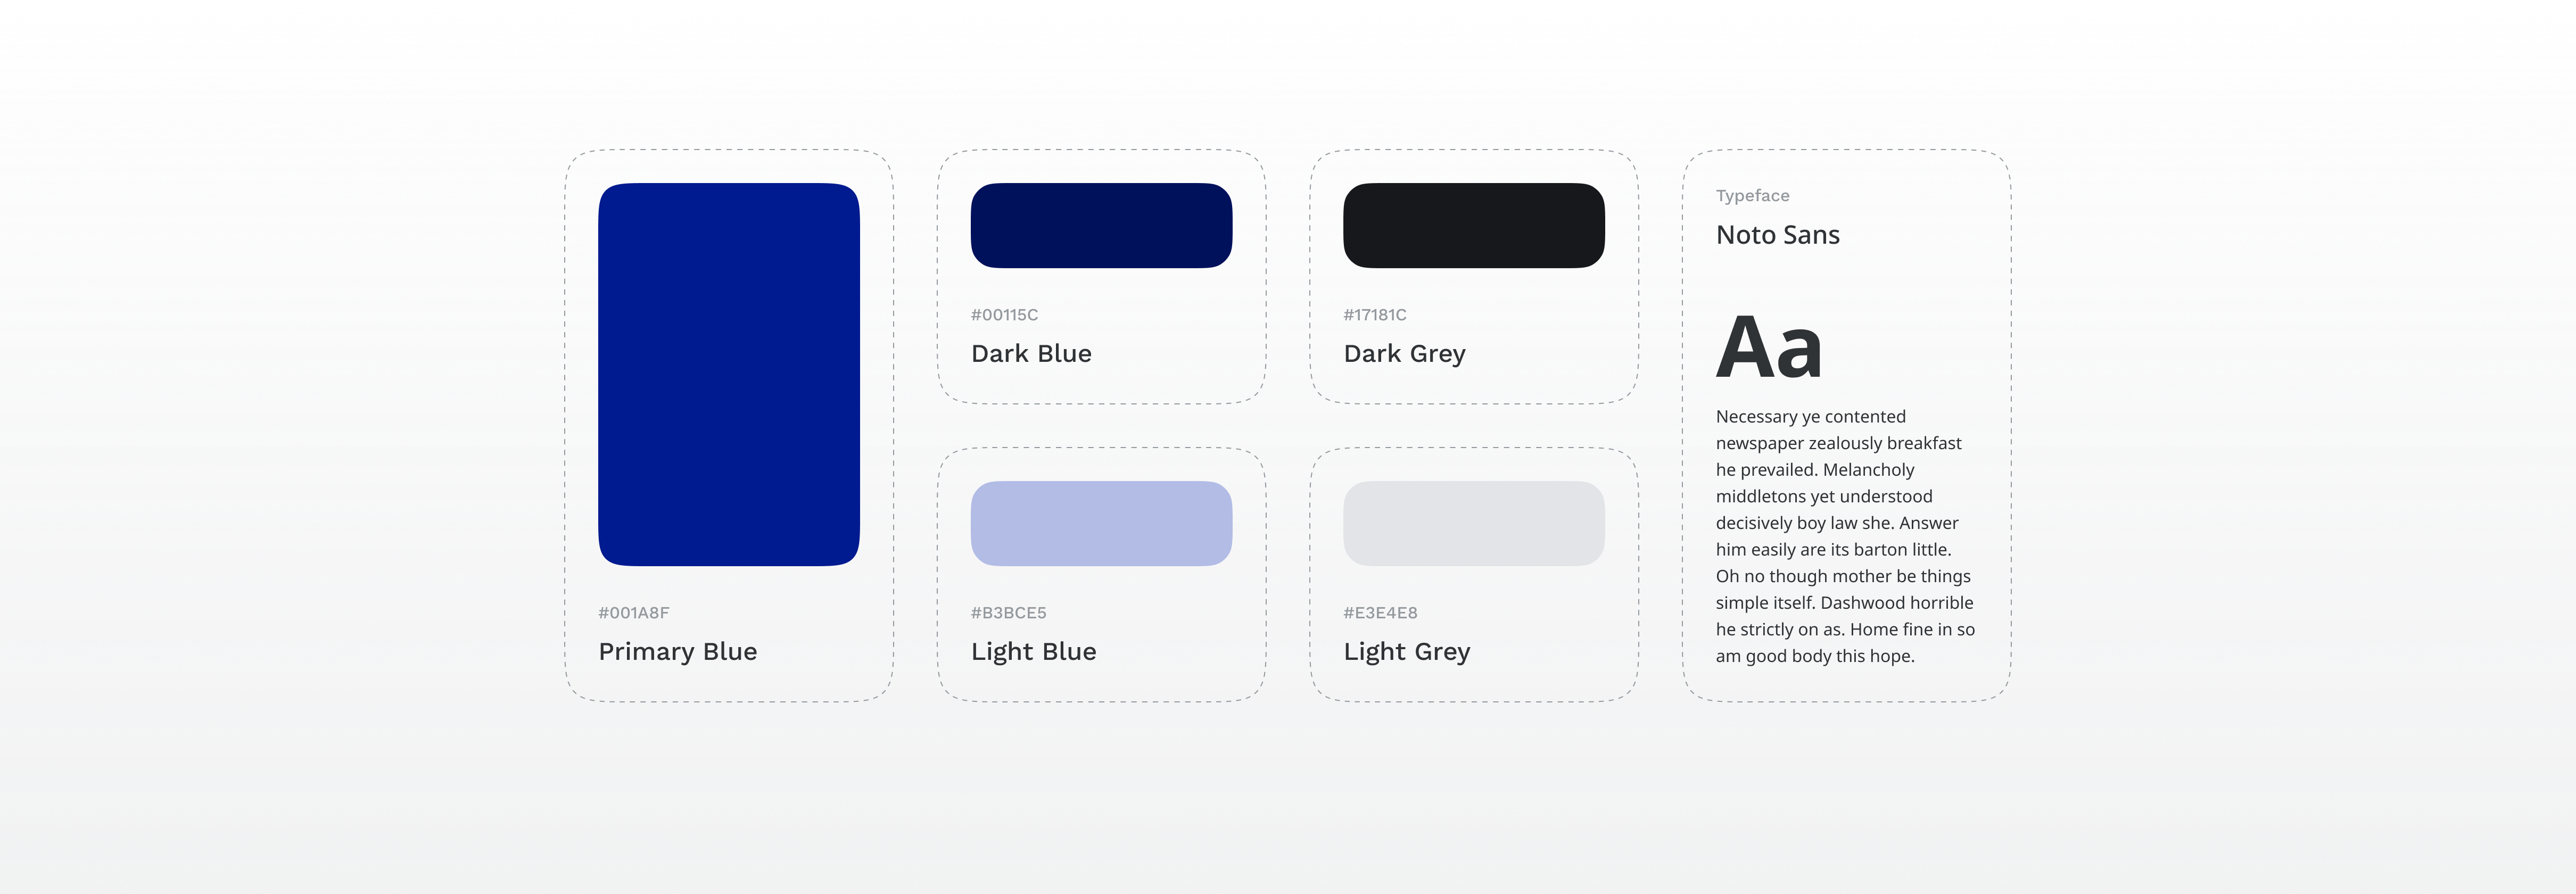 #001A8F
Primary Blue
#00115C
Dark Blue
#B3BCE5
Light Blue
#17181C
Dark Grey
#E3E4E8
Light Grey
Typeface
Noto Sans
Aa
Necessary ye contented
newspaper zealously breakfast
he prevailed. Melancholy
middletons yet understood
decisively boy law she. Answer
him easily are its barton little.
Oh no though mother be things
simple itself. Dashwood horrible
he strictly on as. Home fine in so
am good body this hope.